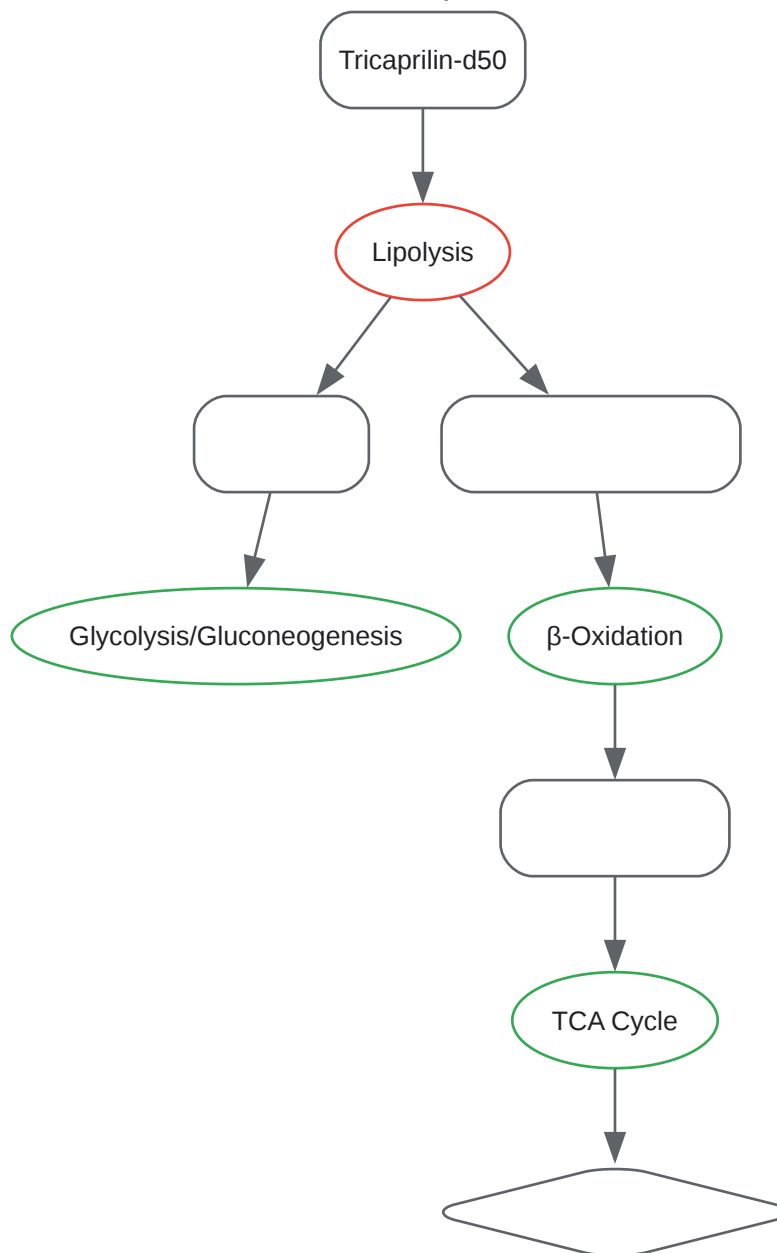 Tricaprilin-d50
Lipolysis
Glycolysis/Gluconeogenesis
β-Oxidation
TCA Cycle